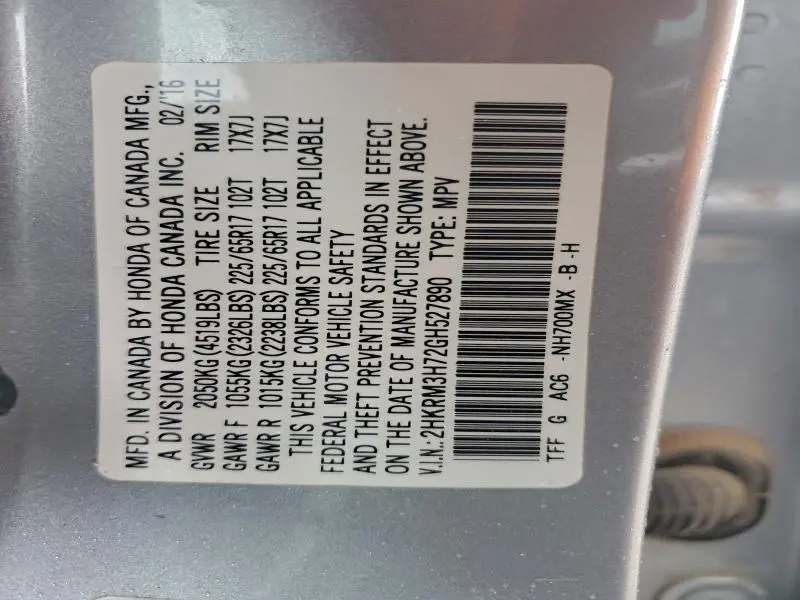 MFD. IN CANADA BY HONDA OF CANADA MFG.,
A DIVISION OF HONDA CANADA INC. 02/'16
GVWR 2050KG(4519LBS) TIRE SIZE RIM SIZE
GAWR F 1055KG(2326LBS) 225/65R17 102T 17X7J
GAWR R 1015KG(2238LBS) 225/65R17 102T 17X7J
THIS VEHICLE CONFORMS TO ALL APPLICABLE
FEDERAL MOTOR VEHICLE SAFETY
AND THEFT PREVENTION STANDARDS IN EFFECT
ON THE DATE OF MANUFACTURE SHOWN ABOVE.
V.I.N.: 2HKRM3H72GH527890 TYPE: MPV
TFF G AC6 -NH700MX -B -H